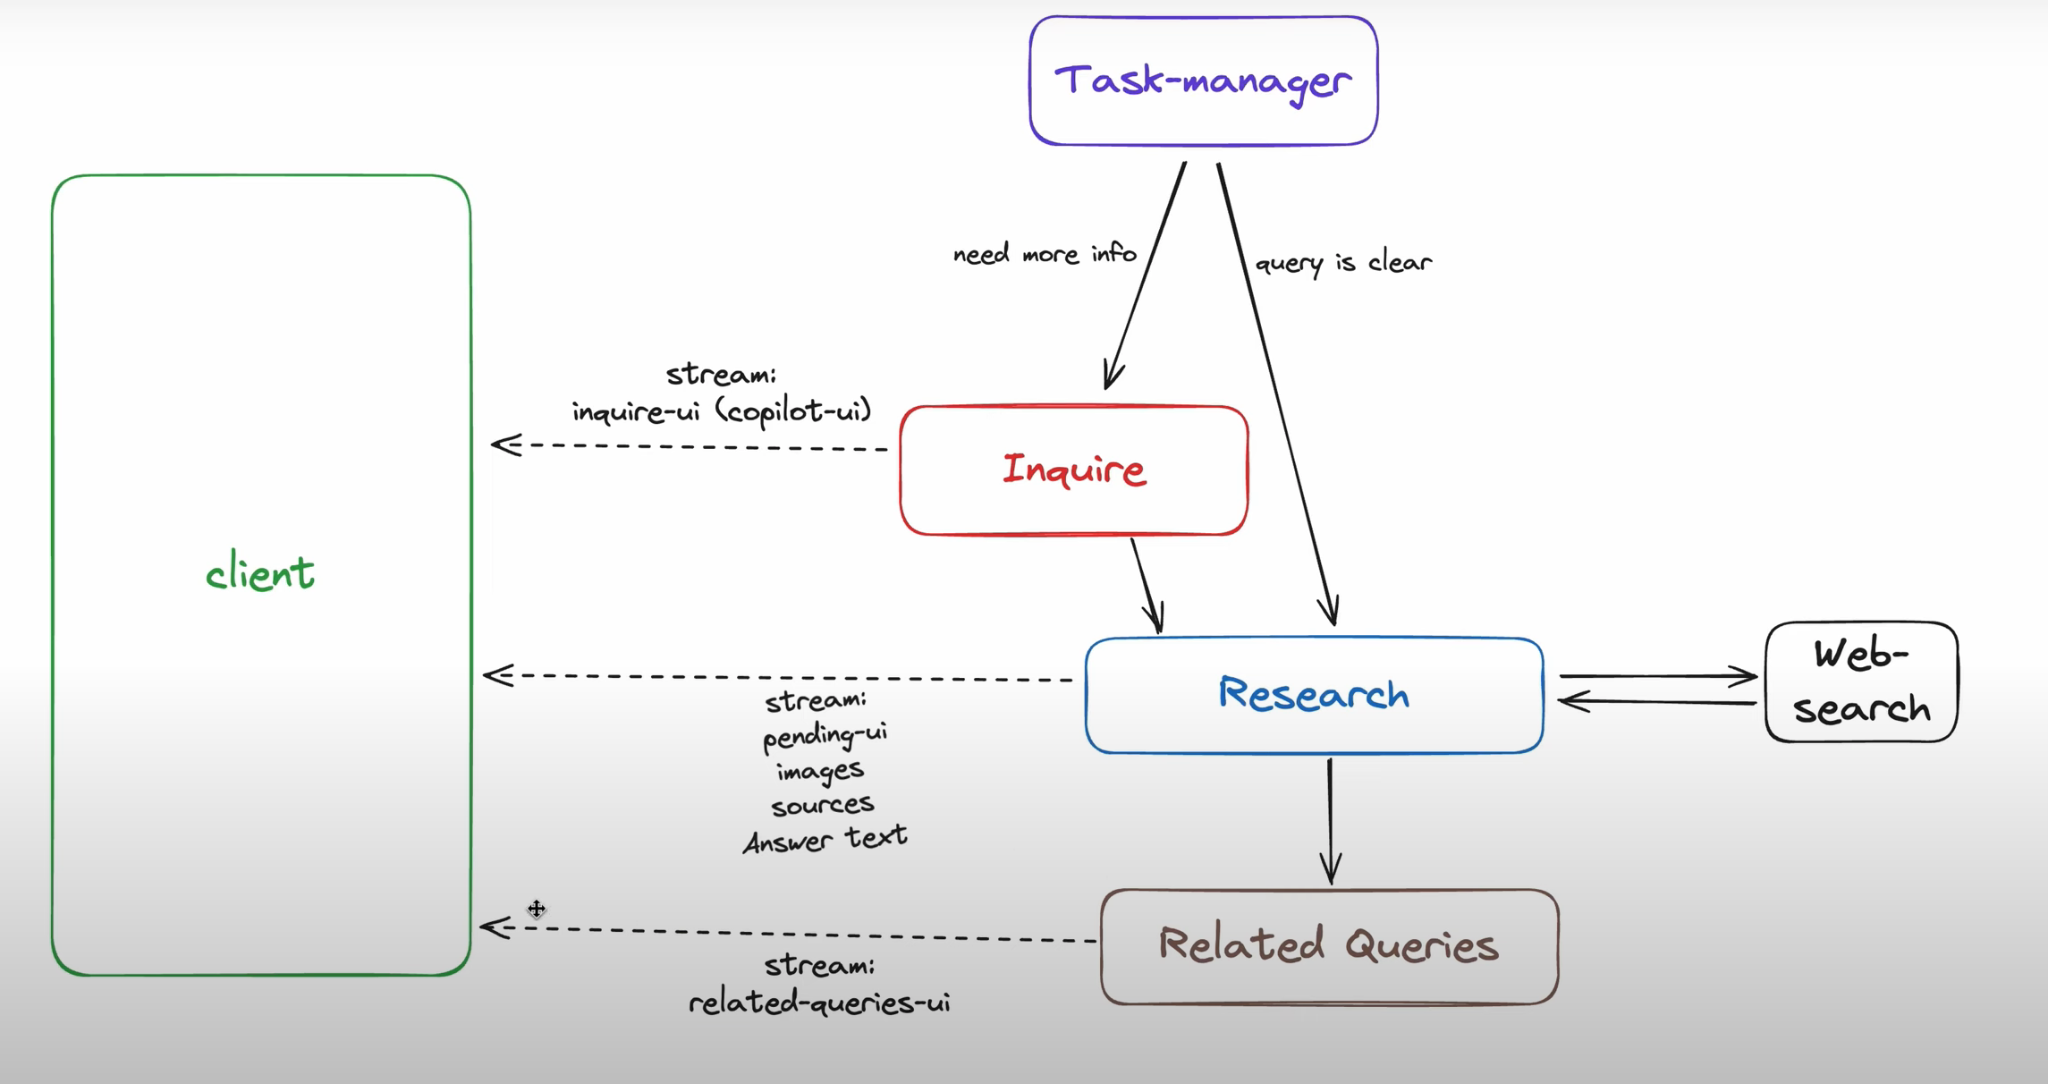 Task-manager
need more info
query is clear
stream:
inquire-ui (copilot-ui)
Inquire
client
Research
Web-
search
stream:
pending-ui
images
sources
Answer text
Related Queries
stream:
related-queries-ui